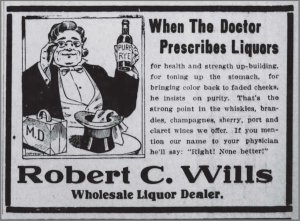 When The Doctor
Prescribes Liquors
for health and strength up-building,
for toning up the stomach, for
bringing color back to faded cheeks,
he insists on purity. That's the
strong point in the whiskies, bran-
dies, champagnes, sherry, port and
claret wines we offer. If you men-
tion our name to your physician
he'll say: "Right! None better!"
PURE
RYE
M.D.
Robert C. Wills
Wholesale Liquor Dealer.